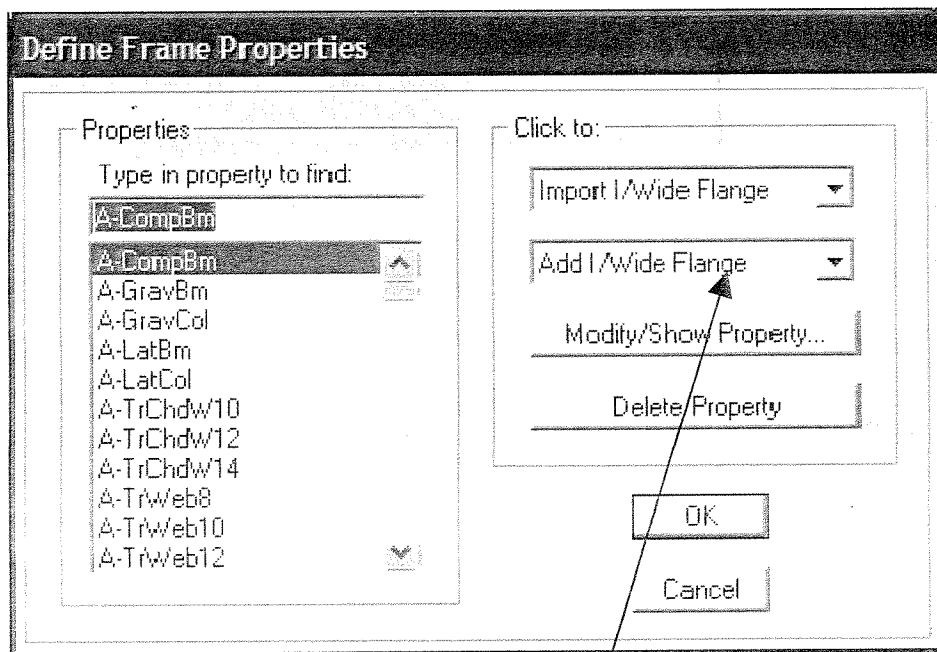 Define Frame Properties
Properties
Type in property to find:
A-CompBm
A-CompBm
A-GravBm
A-GravCol
A-LatBm
A-LatCol
A-TrChdW10
A-TrChdW12
A-TrChdW14
A-TrWeb8
A-TrWeb10
A-TrWeb12
Click to:
Import I/Wide Flange
Add I/Wide Flange
Modify/Show Property...
Delete Property
OK
Cancel